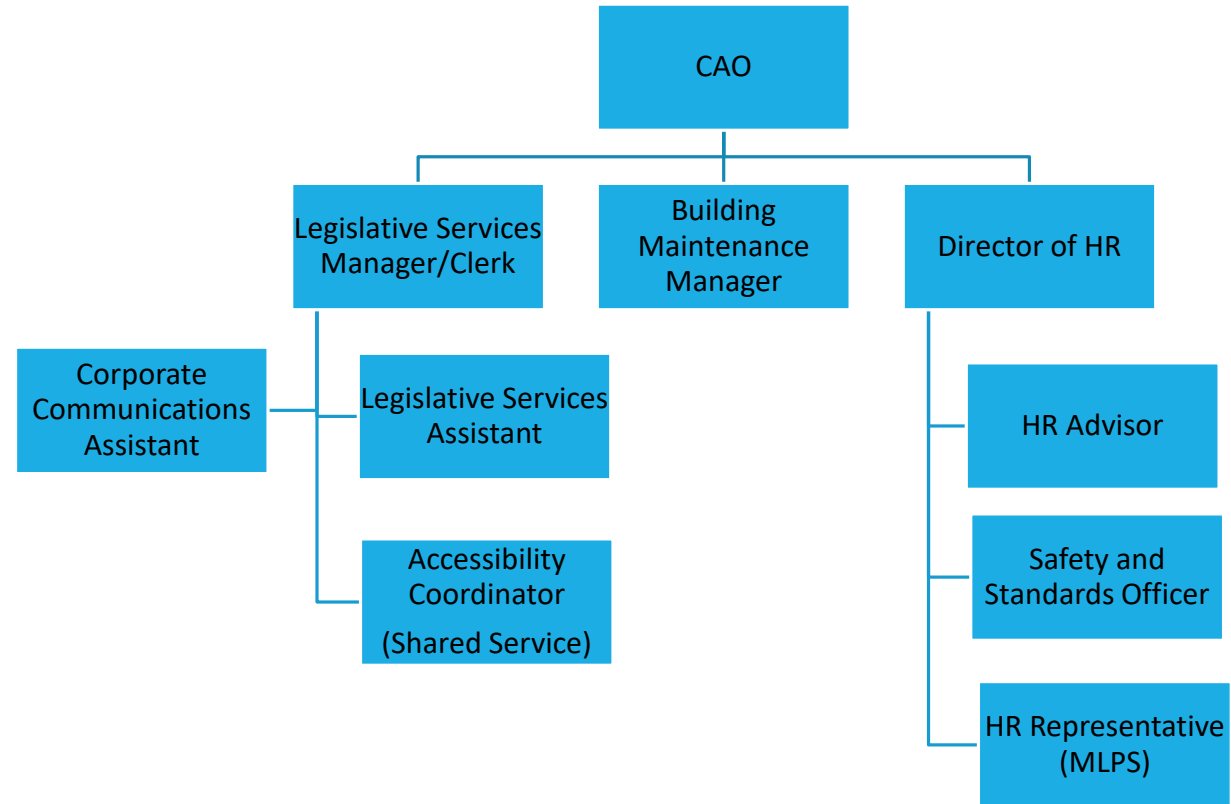 CAO
Legislative Services
Manager/Clerk
Building
Maintenance
Manager
Director of HR
Corporate
Communications
Assistant
Legislative Services
Assistant
HR Advisor
Accessibility
Coordinator
(Shared Service)
Safety and
Standards Officer
HR Representative
(MLPS)